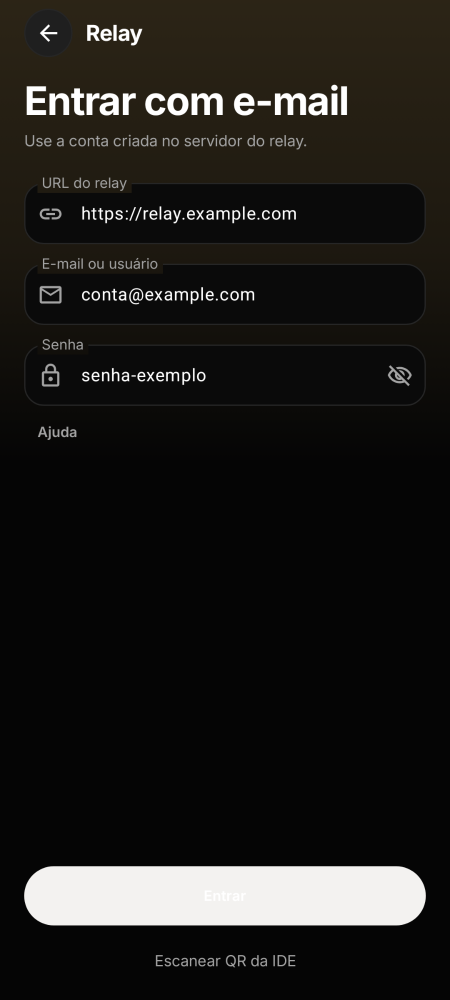 Relay
Entrar com e-mail
Use a conta criada no servidor do relay.
URL do relay
https://relay.example.com
E-mail ou usuário
conta@example.com
Senha
senha-exemplo
Ajuda
Entrar
Escanear QR da IDE